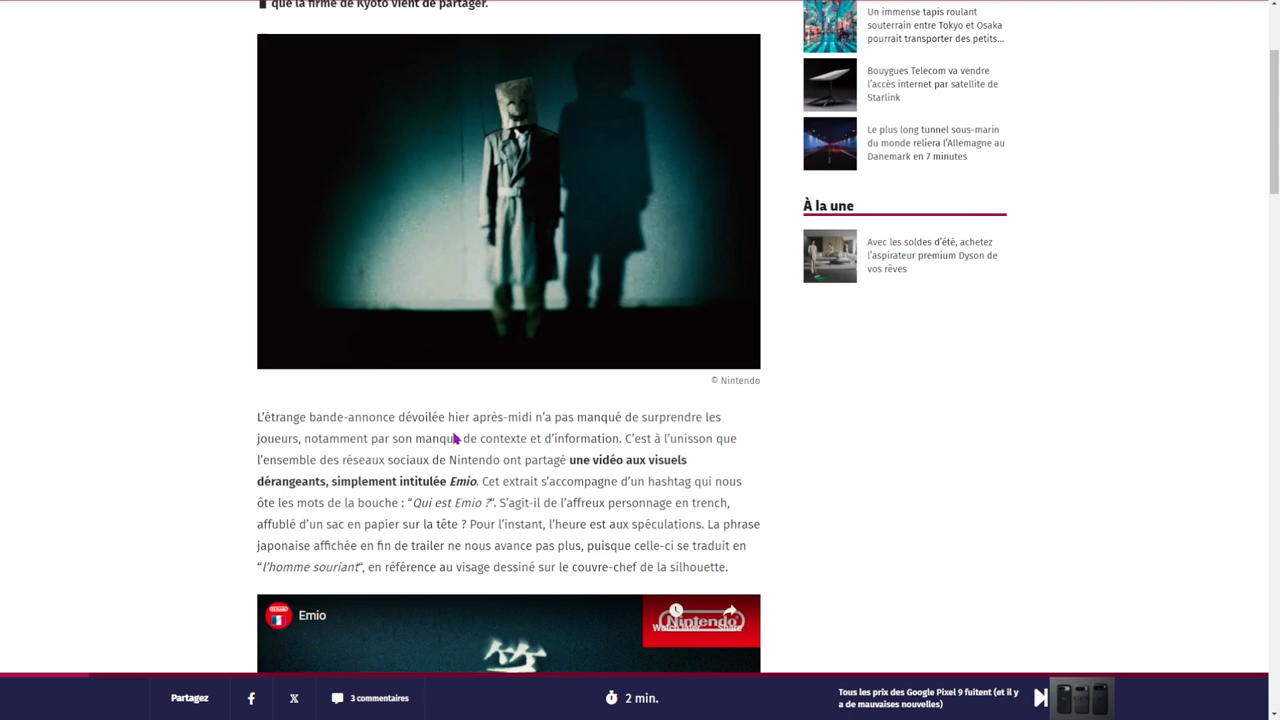 que la firme de Kyoto vient de partager.
© Nintendo
L’étrange bande-annonce dévoilée hier après-midi n’a pas manqué de surprendre les
joueurs, notamment par son manque de contexte et d’information. C’est à l’unisson que
l’ensemble des réseaux sociaux de Nintendo ont partagé une vidéo aux visuels
dérangeants, simplement intitulée Emio. Cet extrait s’accompagne d’un hashtag qui nous
ôte les mots de la bouche : “Qui est Emio ?“. S’agit-il de l’affreux personnage en trench,
affublé d’un sac en papier sur la tête ? Pour l’instant, l’heure est aux spéculations. La phrase
japonaise affichée en fin de trailer ne nous avance pas plus, puisque celle-ci se traduit en
“l’homme souriant“, en référence au visage dessiné sur le couvre-chef de la silhouette.
Emio
Watch later
Share
Nintendo
Un immense tapis roulant
souterrain entre Tokyo et Osaka
pourrait transporter des petits...
Bouygues Telecom va vendre
l’accès internet par satellite de
Starlink
Le plus long tunnel sous-marin
du monde reliera l’Allemagne au
Danemark en 7 minutes
À la une
Avec les soldes d’été, achetez
l’aspirateur premium Dyson de
vos rêves
Partagez
3 commentaires
2 min.
Tous les prix des Google Pixel 9 fuitent (et il y
a de mauvaises nouvelles)